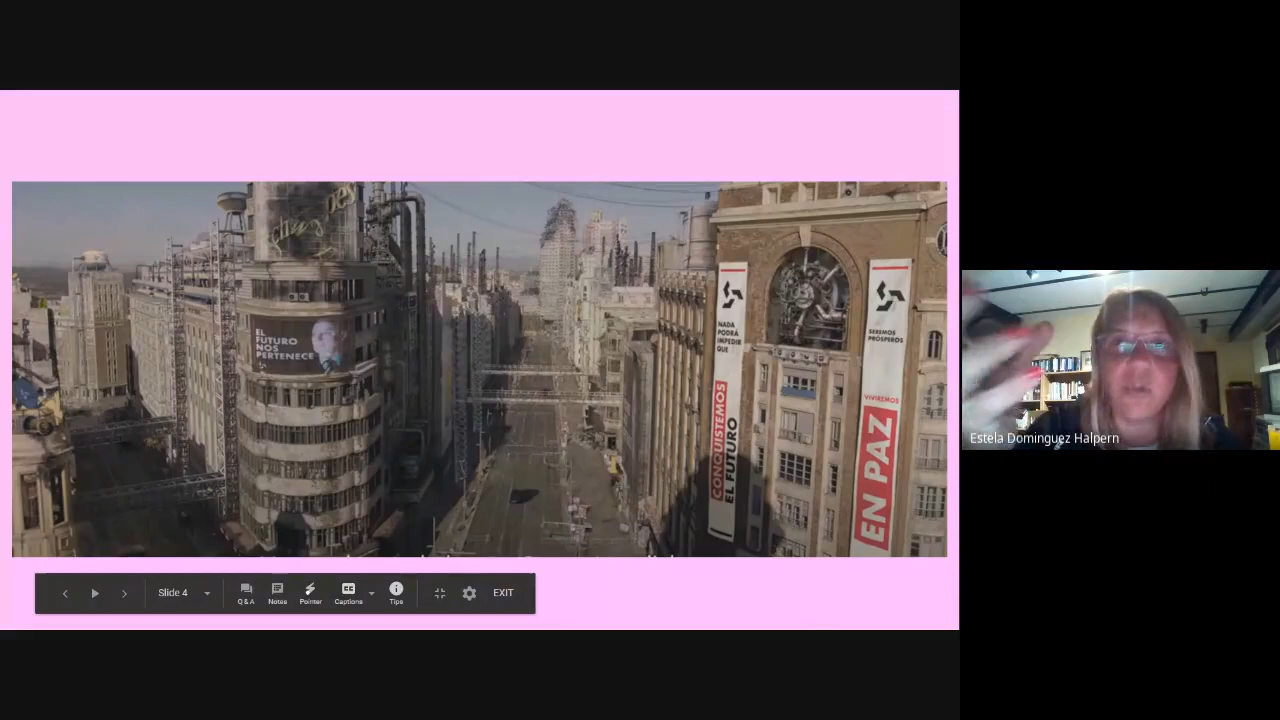 EL
FUTURO
NOS
PERTENECE
NADA
PODRÁ
IMPEDIR
QUE
CONQUISTEMOS
EL FUTURO
SEREMOS
PRÓSPEROS
VIVIREMOS
EN PAZ
Slide 4
Q & A
Notes
Pointer
Captions
Tips
EXIT
Estela Dominguez Halpern